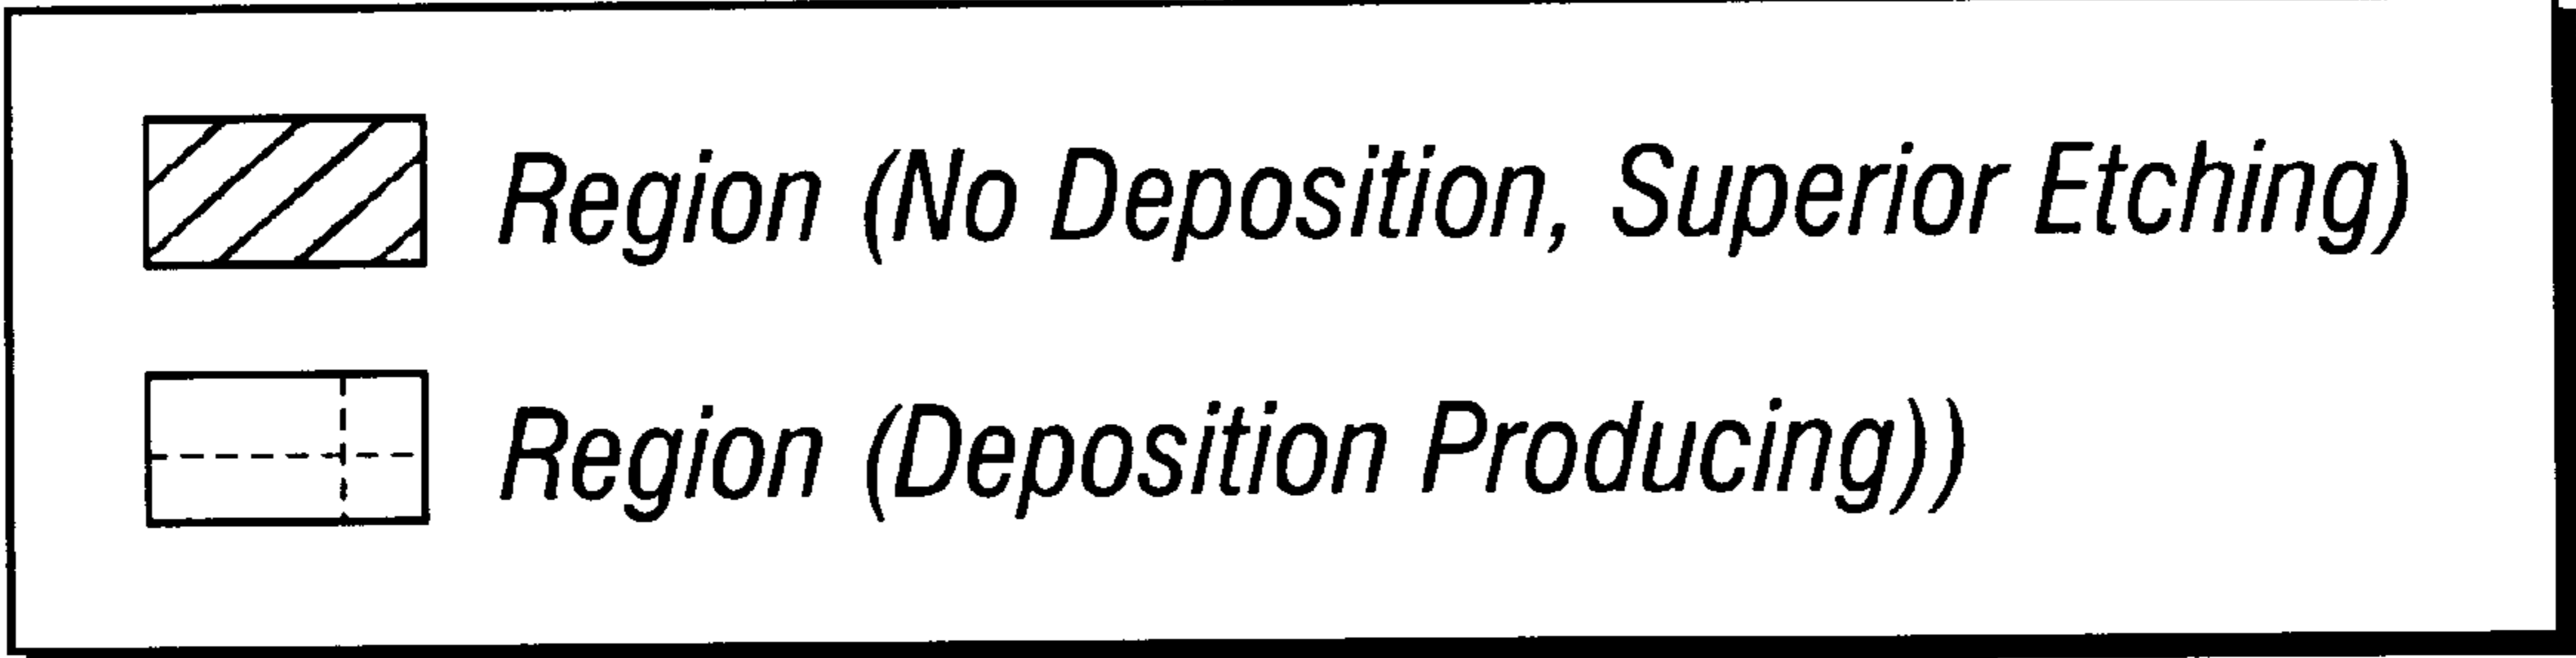 Region (No Deposition, Superior Etching)
Region (Deposition Producing))